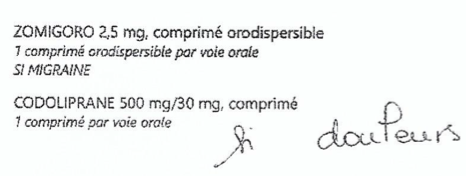 ZOMIGORO 2,5 mg, comprimé orodispersible
1 comprimé orodispersible par voie orale
SI MIGRAINE
CODOLIPRANE 500 mg/30 mg, comprimé
1 comprimé par voie orale
Si douleurs